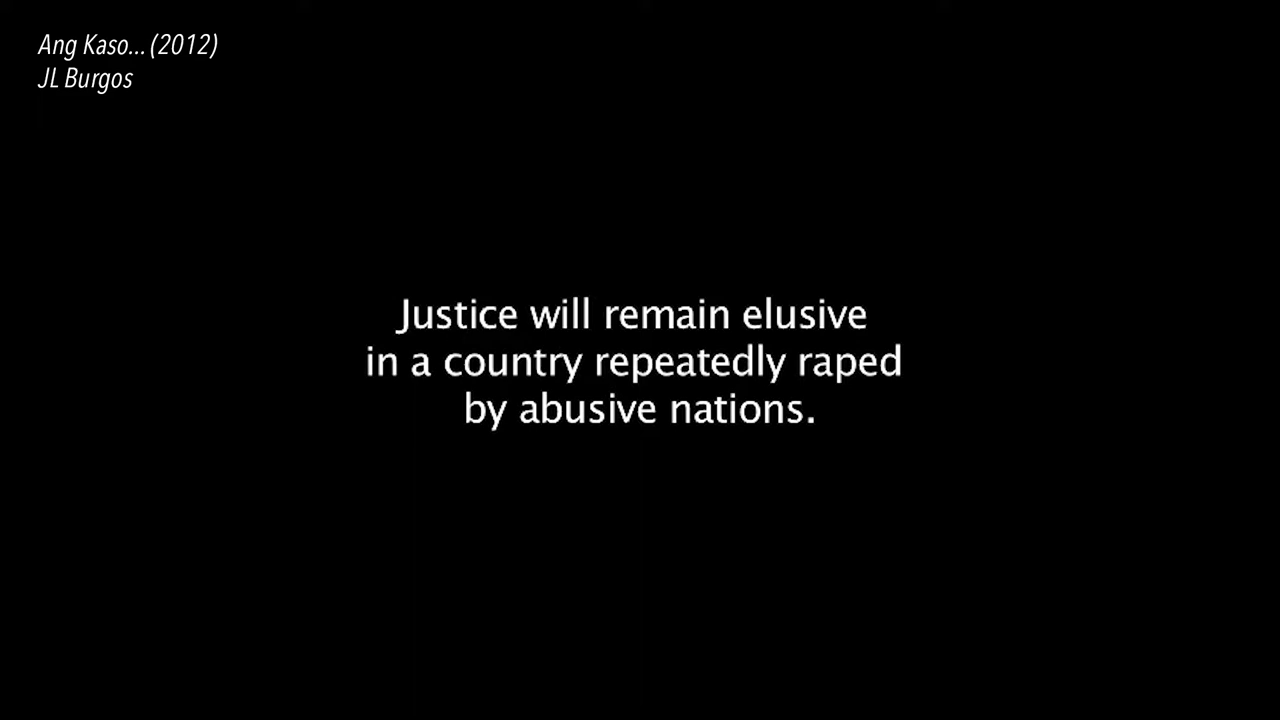 Ang Kaso... (2012)
JL Burgos
Justice will remain elusive
in a country repeatedly raped
by abusive nations.